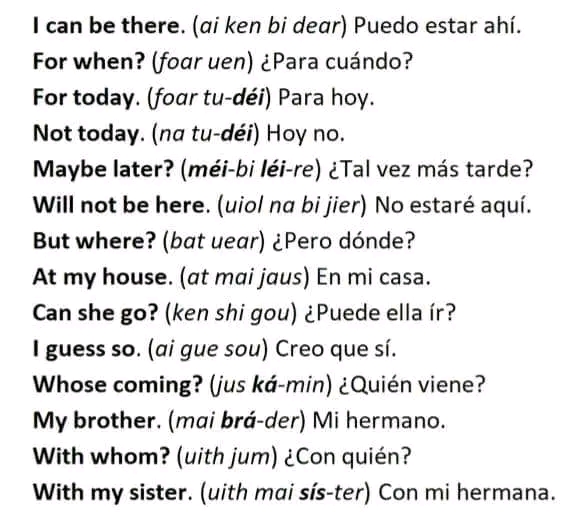 I can be there. (ai ken bi dear) Puedo estar ahí.
For when? (foar uen) ¿Para cuándo?
For today. (foar tu-déi) Para hoy.
Not today. (na tu-déi) Hoy no.
Maybe later? (méi-bi léi-re) ¿Tal vez más tarde?
Will not be here. (uiol na bi jier) No estaré aquí.
But where? (bat uear) ¿Pero dónde?
At my house. (at mai jaus) En mi casa.
Can she go? (ken shi gou) ¿Puede ella ír?
I guess so. (ai gue sou) Creo que sí.
Whose coming? (jus ká-min) ¿Quién viene?
My brother. (mai brá-der) Mi hermano.
With whom? (uith jum) ¿Con quién?
With my sister. (uith mai sís-ter) Con mi hermana.